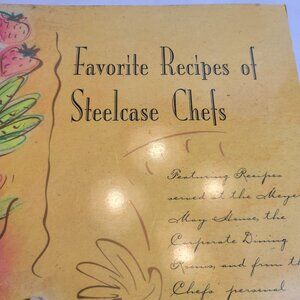 Favorite Recipes of
Steelcase Chefs
Featuring Recipes
served at the Meyer
May House, the
Corporate Dining
Rooms, and from th
Chefs' personal